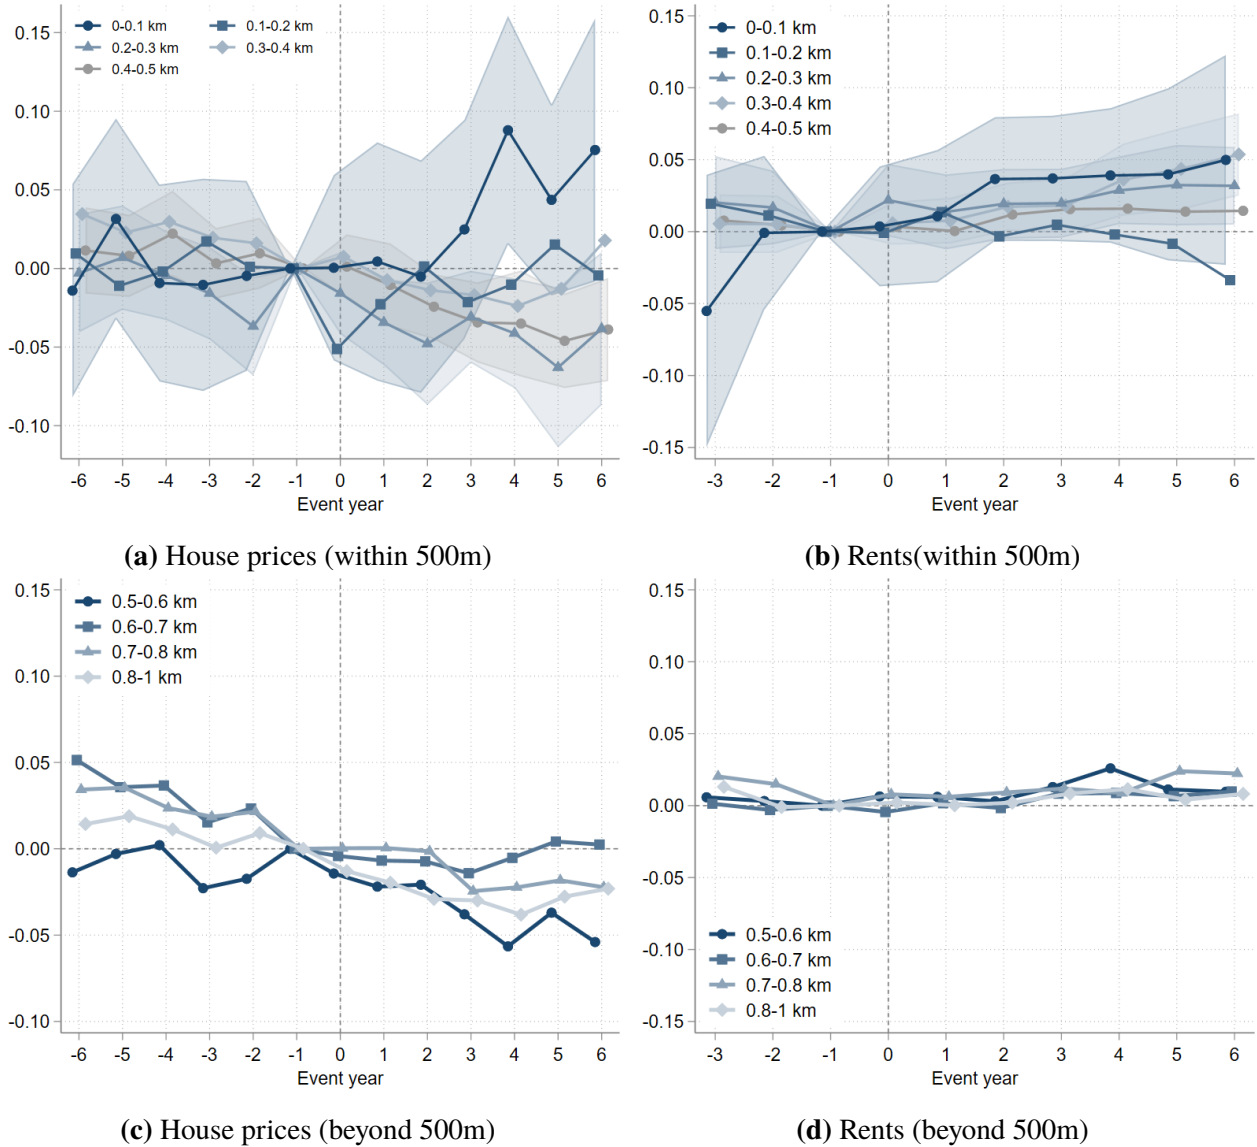 0-0.1 km
0.1-0.2 km
0.2-0.3 km
0.3-0.4 km
0.4-0.5 km
0.15
0.10
0.05
0.00
-0.05
-0.10
-6 -5 -4 -3 -2 -1 0 1 2 3 4 5 6
Event year
(a) House prices (within 500m)
0-0.1 km
0.1-0.2 km
0.2-0.3 km
0.3-0.4 km
0.4-0.5 km
0.15
0.10
0.05
0.00
-0.05
-0.10
-0.15
-3 -2 -1 0 1 2 3 4 5 6
Event year
(b) Rents(within 500m)
0.5-0.6 km
0.6-0.7 km
0.7-0.8 km
0.8-1 km
0.15
0.10
0.05
0.00
-0.05
-0.10
-6 -5 -4 -3 -2 -1 0 1 2 3 4 5 6
Event year
(c) House prices (beyond 500m)
0.15
0.10
0.05
0.00
-0.05
-0.10
-0.15
0.5-0.6 km
0.6-0.7 km
0.7-0.8 km
0.8-1 km
-3 -2 -1 0 1 2 3 4 5 6
Event year
(d) Rents (beyond 500m)